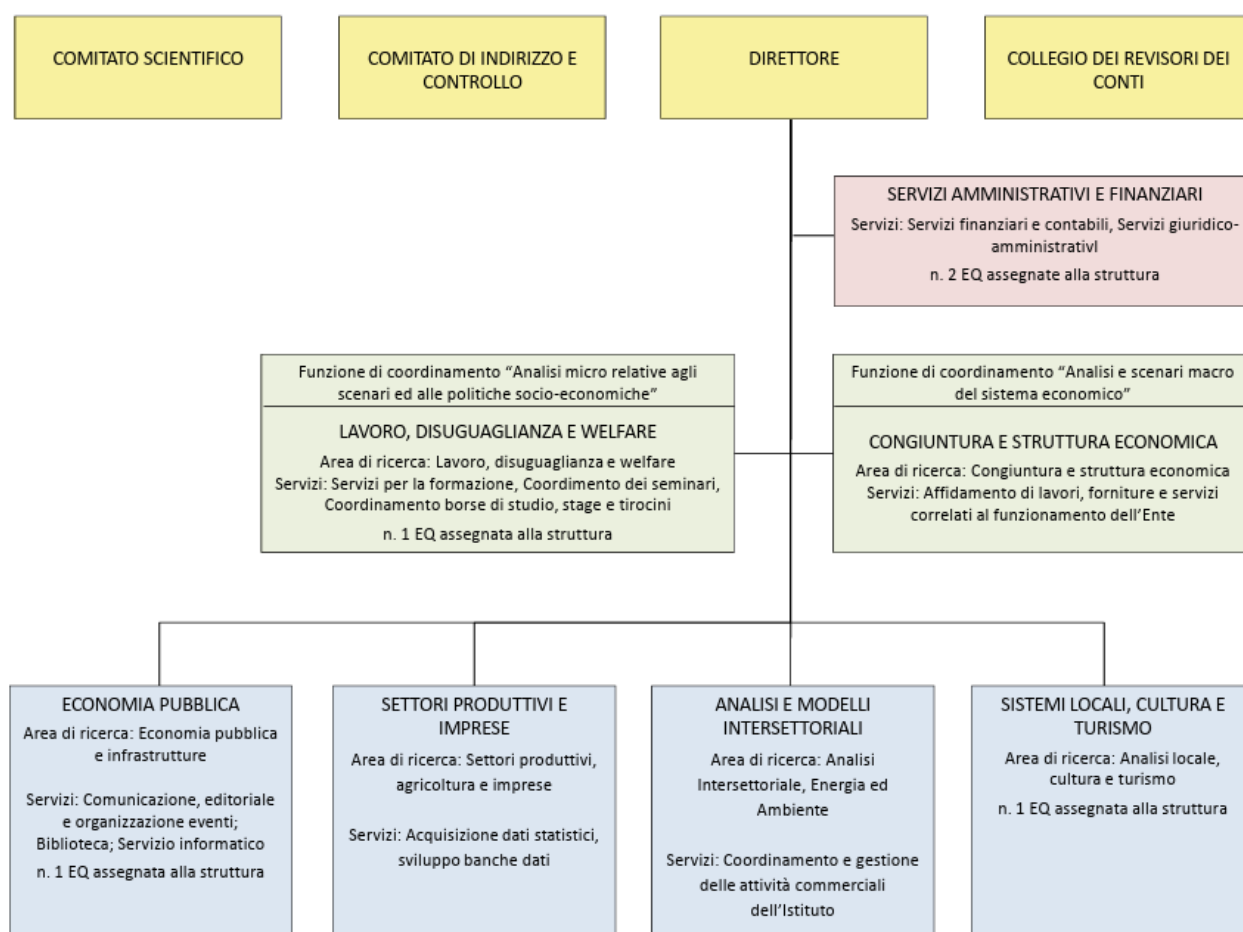 COMITATO SCIENTIFICO
COMITATO DI INDIRIZZO E
CONTROLLO
DIRETTORE
COLLEGIO DEI REVISORI DEI
CONTI
SERVIZI AMMINISTRATIVI E FINANZIARI
Servizi: Servizi finanziari e contabili, Servizi giuridico-
amministrativI
n. 2 EQ assegnate alla struttura
Funzione di coordinamento “Analisi micro relative agli
scenari ed alle politiche socio-economiche”
LAVORO, DISUGUAGLIANZA E WELFARE
Area di ricerca: Lavoro, disuguaglianza e welfare
Servizi: Servizi per la formazione, Coordimento dei seminari,
Coordinamento borse di studio, stage e tirocini
n. 1 EQ assegnata alla struttura
Funzione di coordinamento “Analisi e scenari macro
del sistema economico”
CONGIUNTURA E STRUTTURA ECONOMICA
Area di ricerca: Congiuntura e struttura economica
Servizi: Affidamento di lavori, forniture e servizi
correlati al funzionamento dell’Ente
ECONOMIA PUBBLICA
Area di ricerca: Economia pubblica
e infrastrutture
Servizi: Comunicazione, editoriale
e organizzazione eventi;
Biblioteca; Servizio informatico
n. 1 EQ assegnata alla struttura
SETTORI PRODUTTIVI E
IMPRESE
Area di ricerca: Settori produttivi,
agricoltura e imprese
Servizi: Acquisizione dati statistici,
sviluppo banche dati
ANALISI E MODELLI
INTERSETTORIALI
Area di ricerca: Analisi
Intersettoriale, Energia ed
Ambiente
Servizi: Coordinamento e gestione
delle attività commerciali
dell’Istituto
SISTEMI LOCALI, CULTURA E
TURISMO
Area di ricerca: Analisi locale,
cultura e turismo
n. 1 EQ assegnata alla struttura